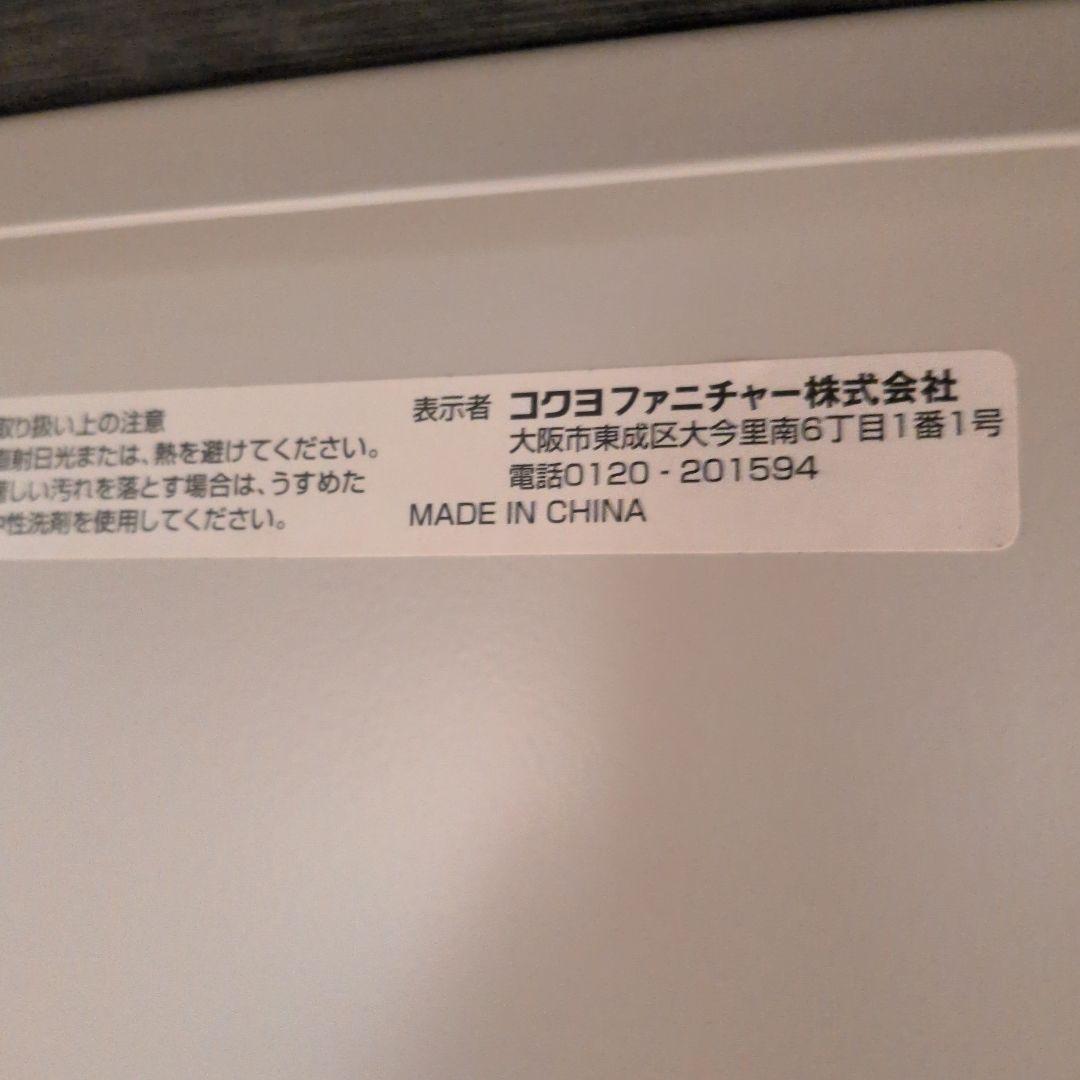 取り扱い上の注意
直射日光または、熱を避けてください。
著しい汚れを落とす場合は、うすめた
中性洗剤を使用してください。
表示者 コクヨファニチャー株式会社
大阪市東成区大今里南6丁目1番1号
電話0120 - 201594
MADE IN CHINA